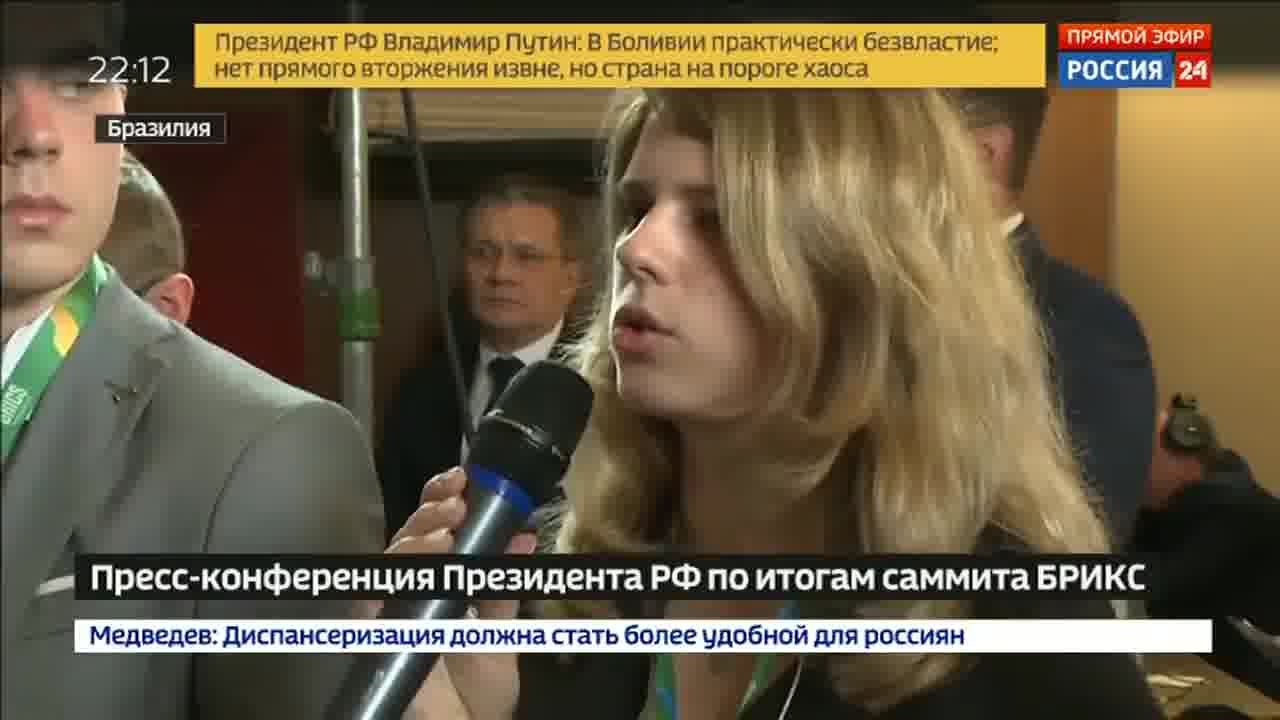 22:12
Президент РФ Владимир Путин: В Боливии практически безвластие;
нет прямого вторжения извне, но страна на пороге хаоса
ПРЯМОЙ ЭФИР
РОССИЯ 24
Бразилия
Пресс-конференция Президента РФ по итогам саммита БРИКС
Медведев: Диспансеризация должна стать более удобной для россиян